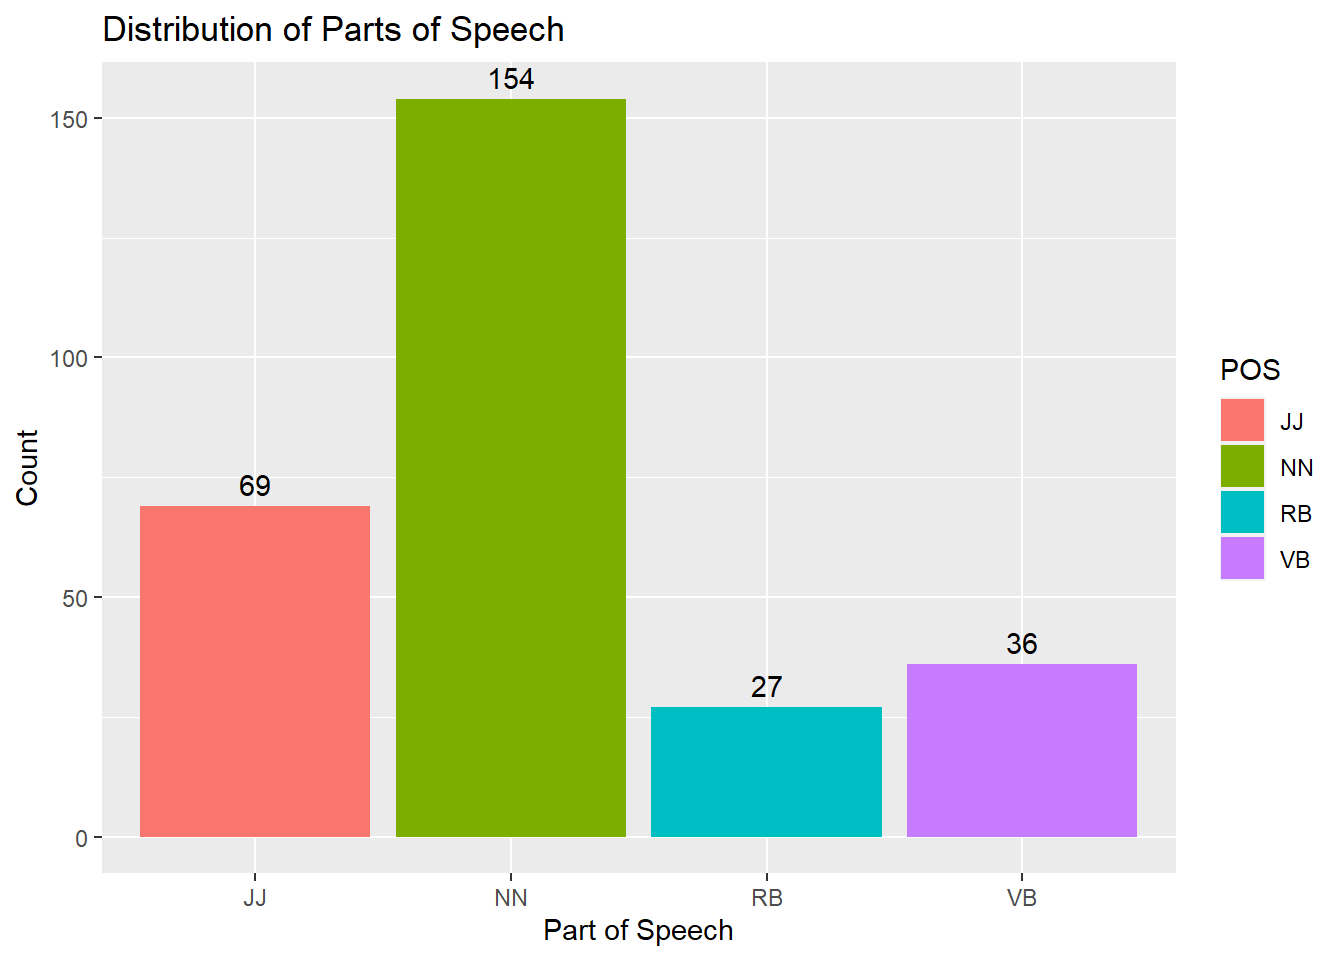 Distribution of Parts of Speech
154
150
100
69
50
36
27
0
Count
JJ
NN
RB
VB
Part of Speech
POS
JJ
NN
RB
VB